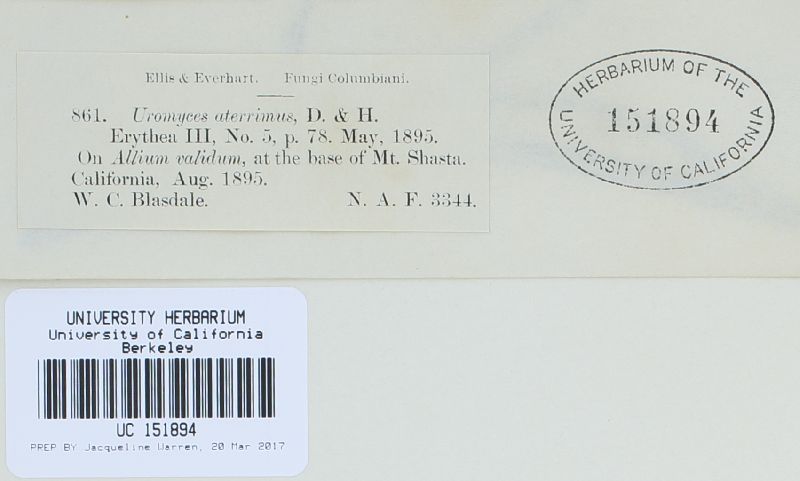 Ellis & Everhart. Fungi Columbiani.
861. Uromyces aterrimus, D. & H.
Erythea III, No. 5, p. 78. May, 1895.
On Allium validum, at the base of Mt. Shasta.
California, Aug. 1895.
W. C. Blasdale. N. A. F. 3344.
HERBARIUM OF THE
151894
UNIVERSITY OF CALIFORNIA
UNIVERSITY HERBARIUM
University of California
Berkeley
UC 151894
PREP BY Jacqueline Warren, 20 Mar 2017